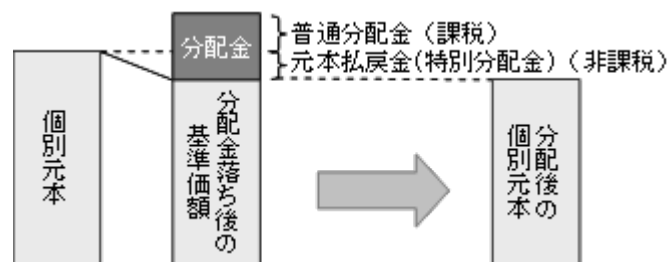 分配金
普通分配金（課税）
元本払戻金(特別分配金)（非課税）
個別元本
分配金落ち後の
基準価額
分配後の
個別元本